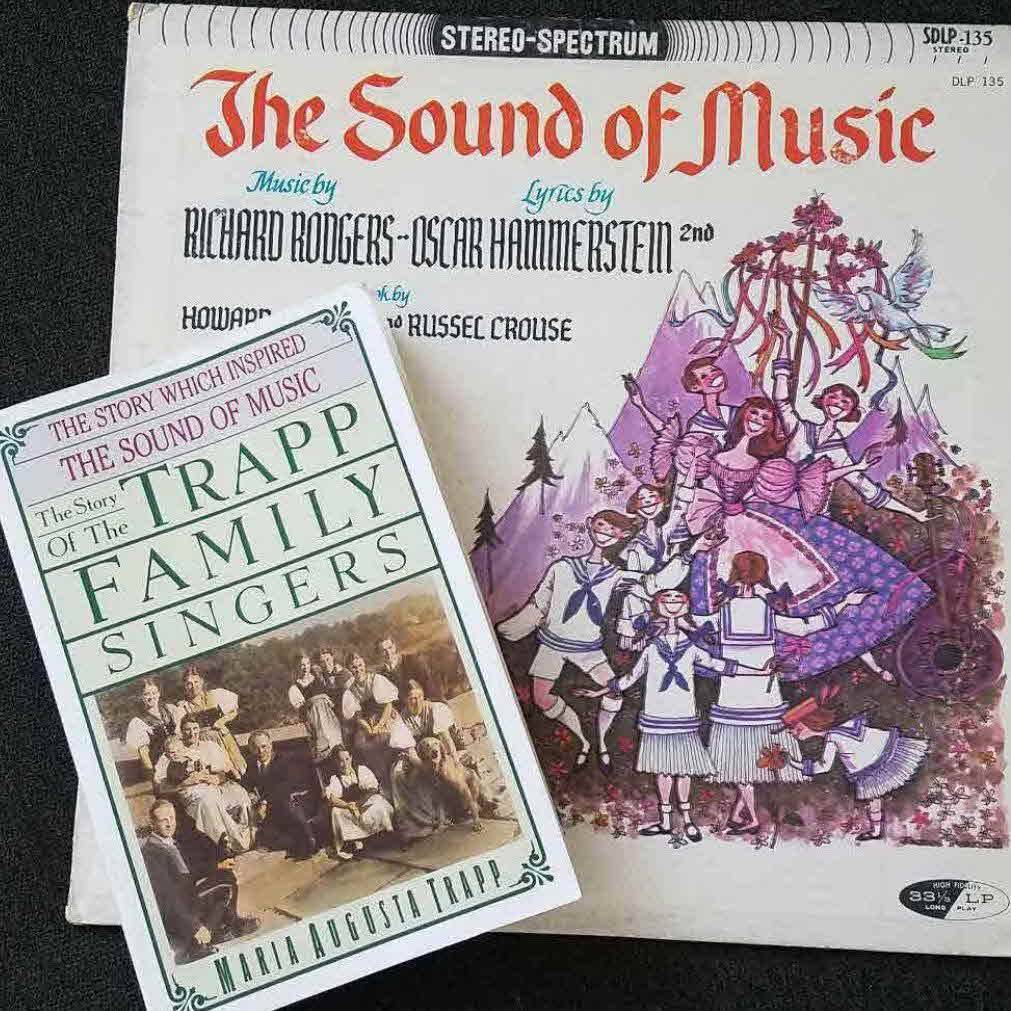 STEREO-SPECTRUM
SDLP-135
STEREO
DLP 135
The Sound of Music
Music by
Lyrics by
RICHARD RODGERS--OSCAR HAMMERSTEIN 2nd
HOWARD RUSSEL CROUSE
by
THE STORY WHICH INSPIRED
THE SOUND OF MUSIC
The Story
Of The
TRAPP
FAMILY
SINGERS
MARIA AUGUSTA TRAPP
HIGH FIDELITY
33⅓ LP
LONG PLAY